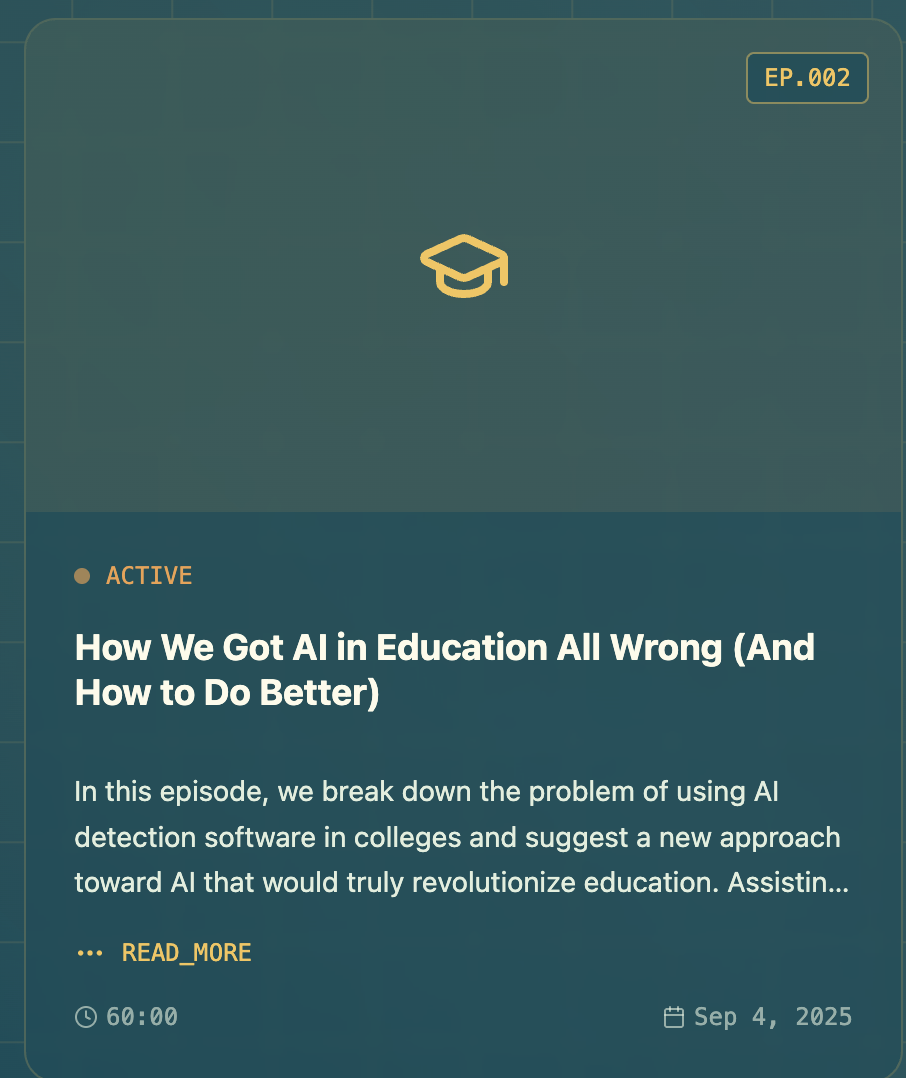 EP.002
ACTIVE
How We Got AI in Education All Wrong (And
How to Do Better)
In this episode, we break down the problem of using AI
detection software in colleges and suggest a new approach
toward AI that would truly revolutionize education. Assistin...
••• READ_MORE
60:00
Sep 4, 2025